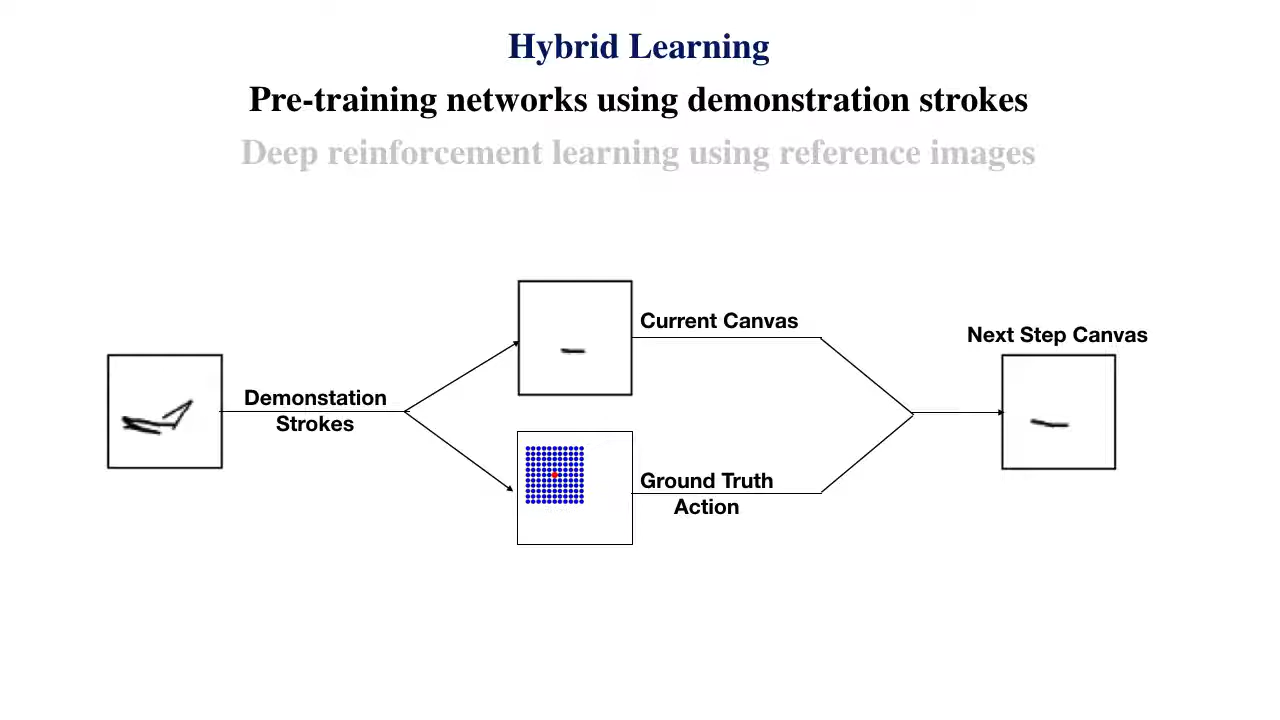 Hybrid Learning
Pre-training networks using demonstration strokes
Deep reinforcement learning using reference images
Current Canvas
Next Step Canvas
Demonstation
Strokes
Ground Truth
Action